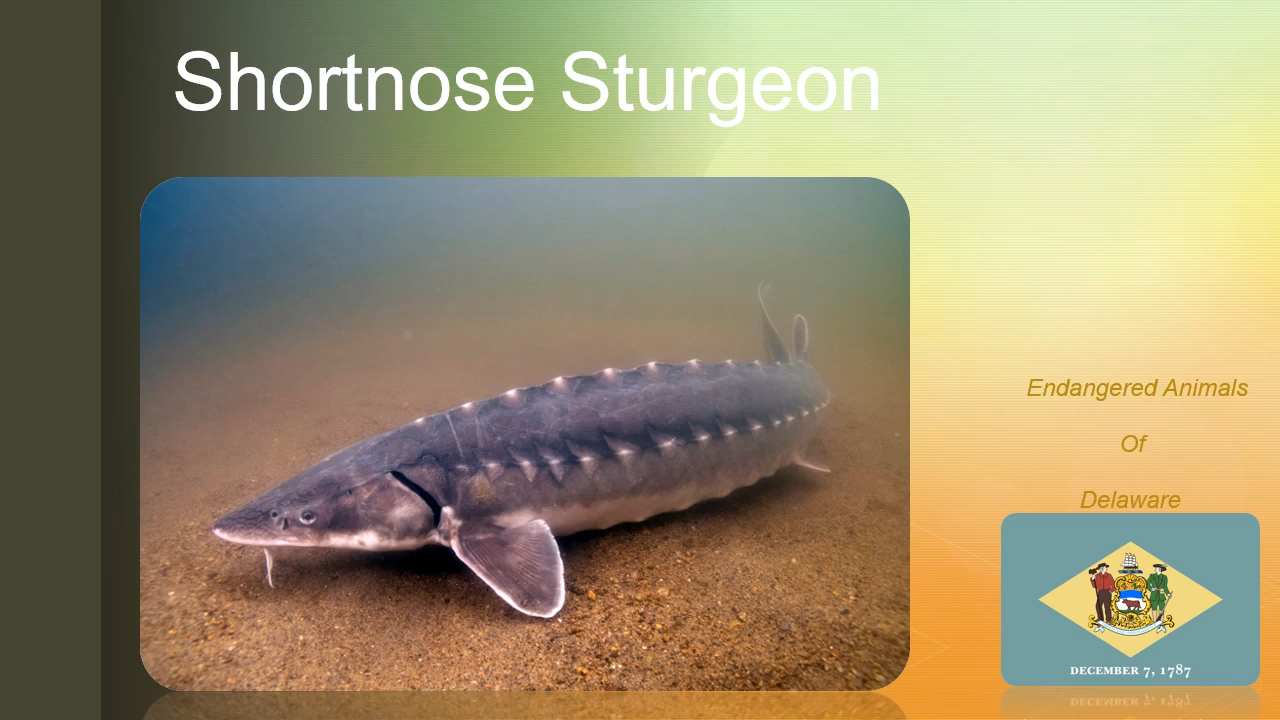 Shortnose Sturgeon
Endangered Animals
Of
Delaware
DECEMBER 7, 1787